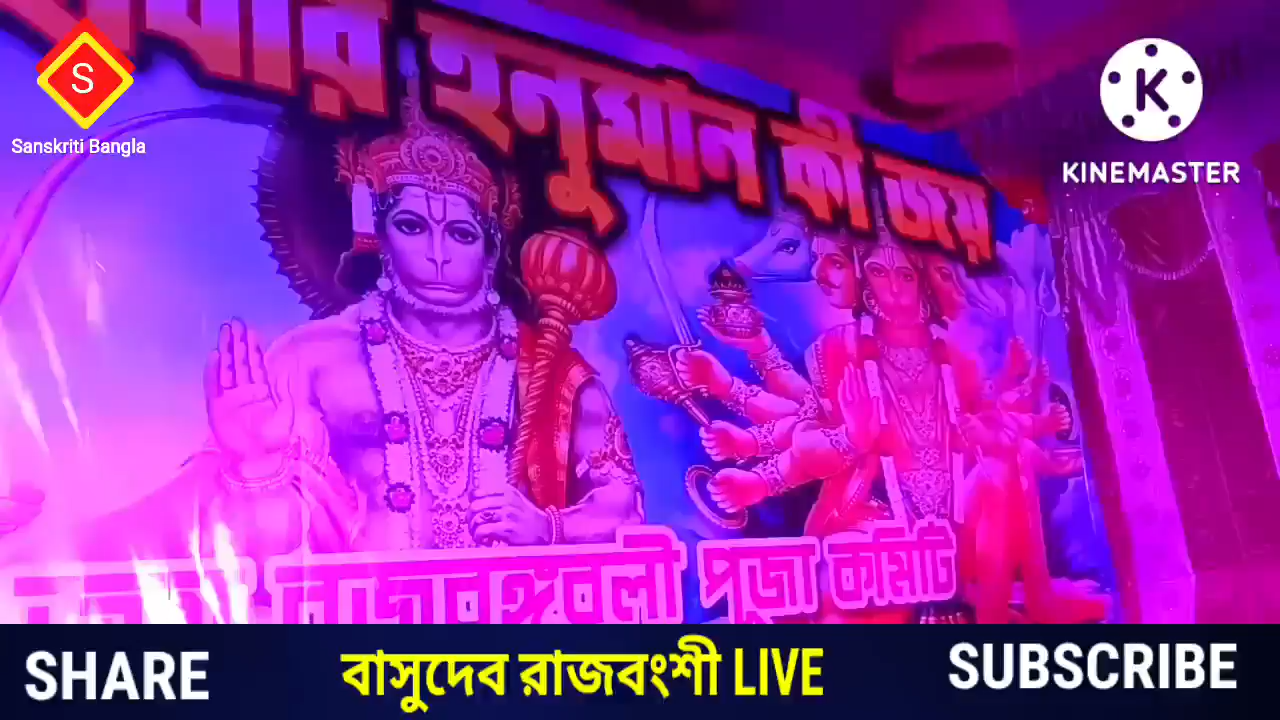 S
Sanskriti Bangla
K
KINEMASTER
হনুমান কী জয়
পূজা কমিটি
SHARE
বাসুদেব রাজবংশী LIVE
SUBSCRIBE